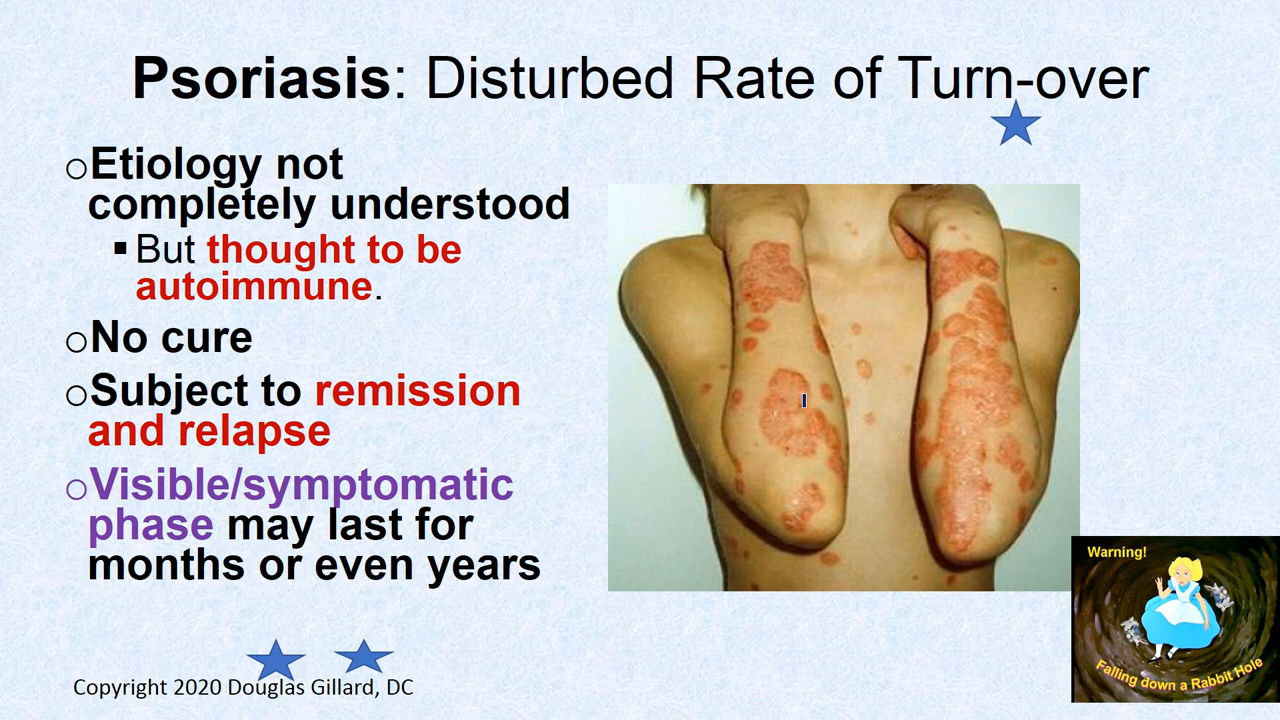 Psoriasis: Disturbed Rate of Turn-over
Etiology not
completely understood
But thought to be
autoimmune.
No cure
Subject to remission
and relapse
Visible/symptomatic
phase may last for
months or even years
Copyright 2020 Douglas Gillard, DC
Warning!
Falling down a Rabbit Hole